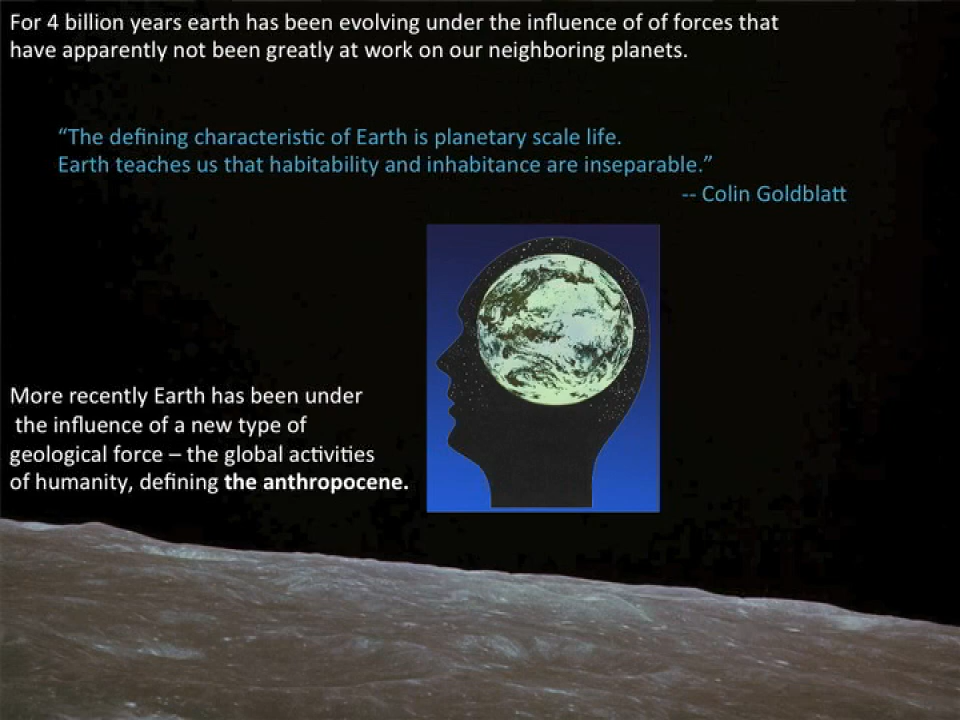 For 4 billion years earth has been evolving under the influence of of forces that
have apparently not been greatly at work on our neighboring planets.
“The defining characteristic of Earth is planetary scale life.
Earth teaches us that habitability and inhabitance are inseparable.”
-- Colin Goldblatt
More recently Earth has been under
the influence of a new type of
geological force – the global activities
of humanity, defining the anthropocene.